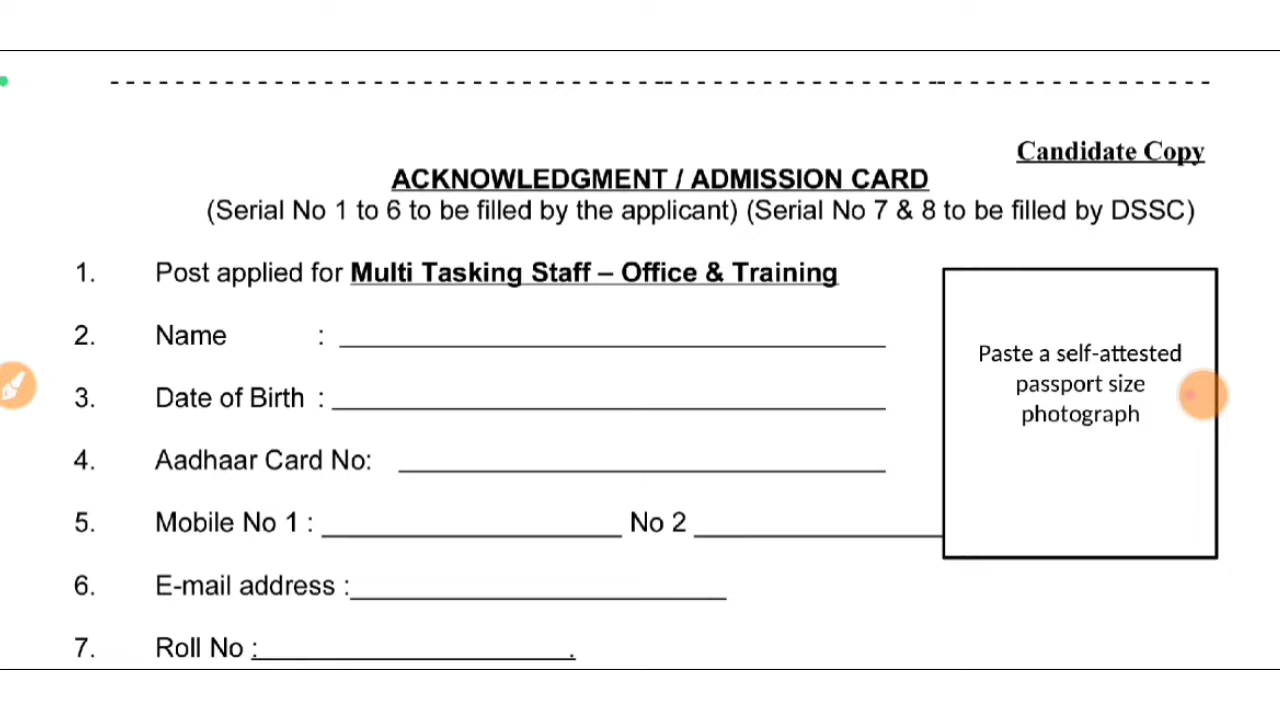 Candidate Copy
ACKNOWLEDGMENT / ADMISSION CARD
(Serial No 1 to 6 to be filled by the applicant) (Serial No 7 & 8 to be filled by DSSC)
1. Post applied for Multi Tasking Staff – Office & Training
2. Name :
3. Date of Birth :
4. Aadhaar Card No:
5. Mobile No 1 : No 2
6. E-mail address :
7. Roll No : .
Paste a self-attested
passport size
photograph